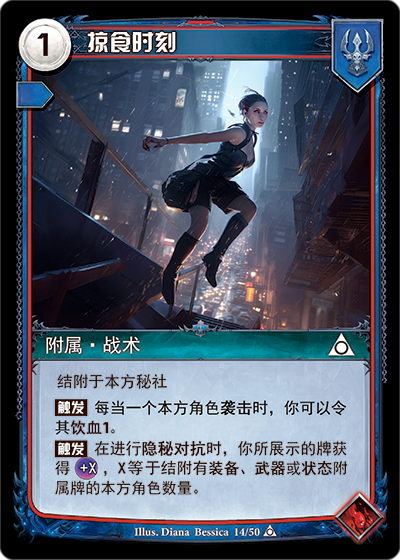 1
掠食时刻
附属・战术
结附于本方秘社
触发 每当一个本方角色袭击时，你可以令
其饮血1。
触发 在进行隐秘对抗时，你所展示的牌获
得 +X ，X等于结附有装备、武器或状态附
属牌的本方角色数量。
Illus. Diana Bessica 14/50